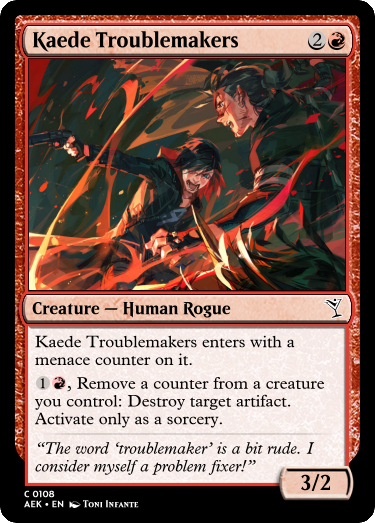 Kaede Troublemakers 2
Creature — Human Rogue
Kaede Troublemakers enters with a
menace counter on it.
1, Remove a counter from a creature
you control: Destroy target artifact.
Activate only as a sorcery.
“The word ‘troublemaker’ is a bit rude. I
consider myself a problem fixer!”
3/2
C 0108
AEK • EN Toni Infante